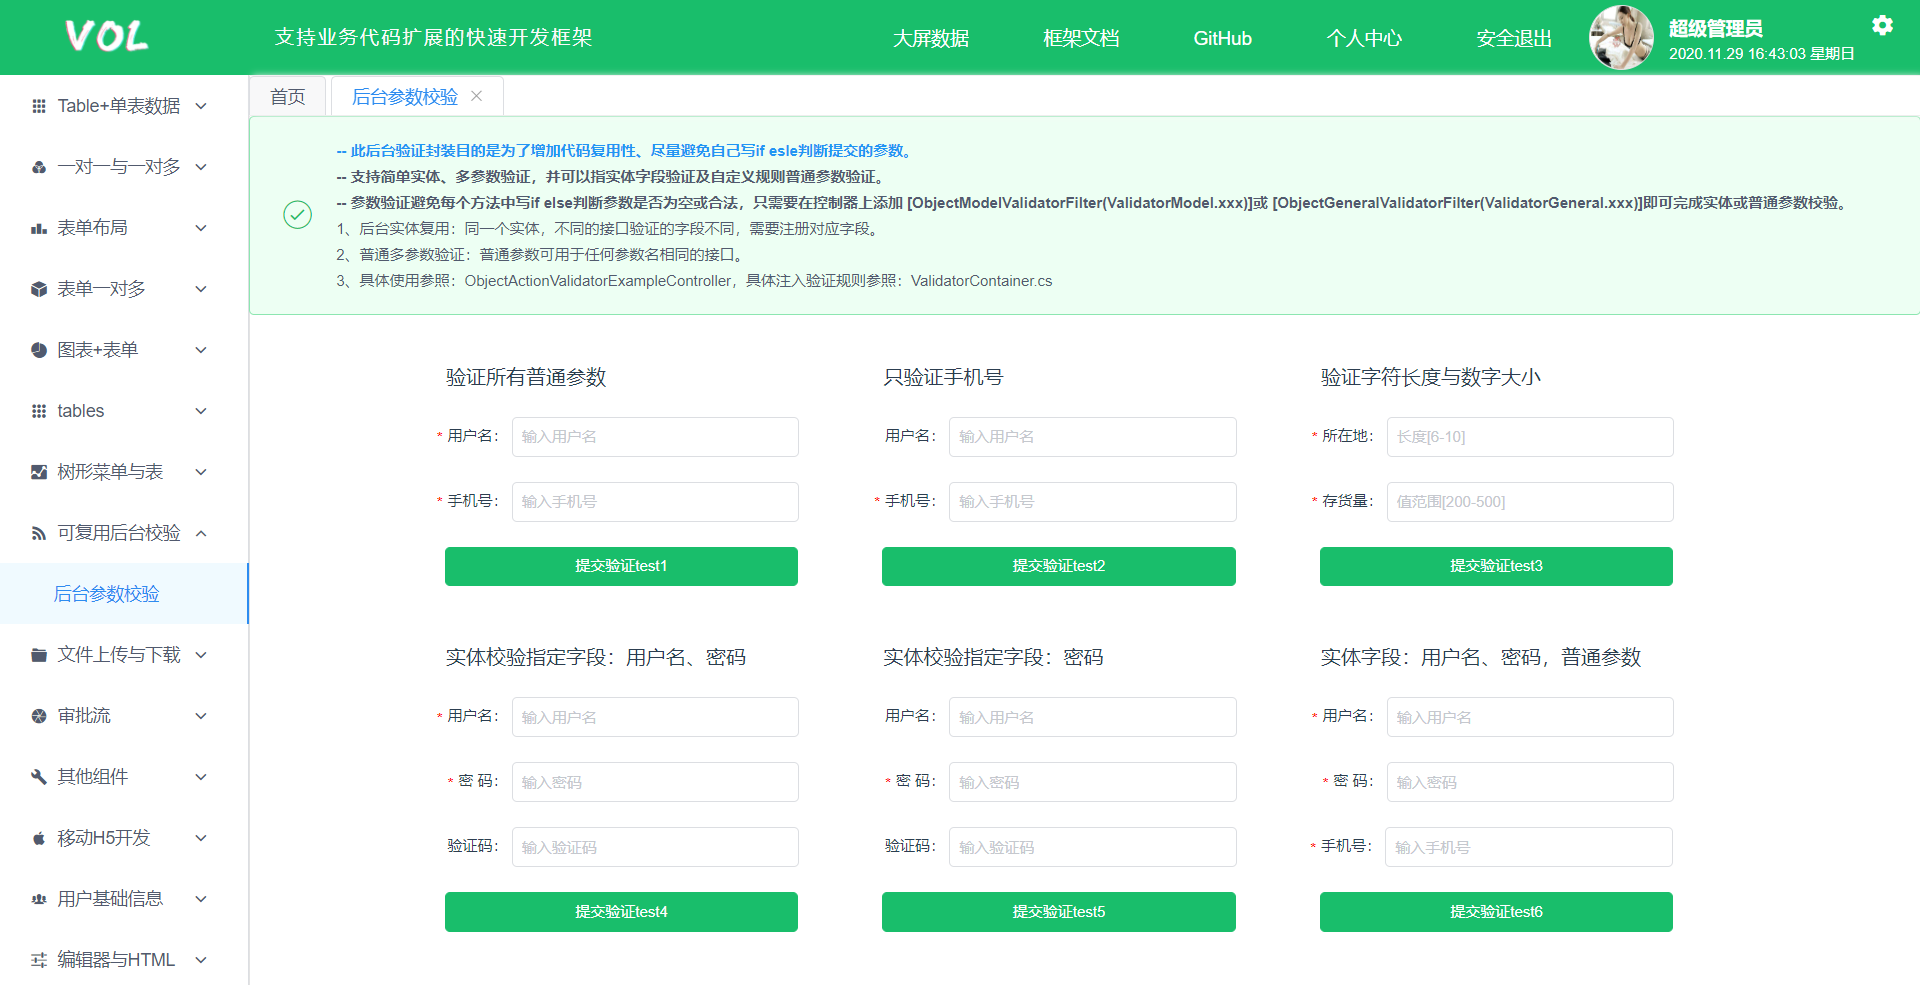 VOL
支持业务代码扩展的快速开发框架
大屏数据
框架文档
GitHub
个人中心
安全退出
超级管理员
2020.11.29 16:43:03 星期日
Table+单表数据
一对一与一对多
表单布局
表单一对多
图表+表单
tables
树形菜单与表
可复用后台校验
后台参数校验
文件上传与下载
审批流
其他组件
移动H5开发
用户基础信息
编辑器与HTML
首页
后台参数校验
-- 此后台验证封装目的是为了增加代码复用性、尽量避免自己写if esle判断提交的参数。
-- 支持简单实体、多参数验证，并可以指实体字段验证及自定义规则普通参数验证。
-- 参数验证避免每个方法中写if else判断参数是否为空或合法，只需要在控制器上添加 [ObjectModelValidatorFilter(ValidatorModel.xxx)]或 [ObjectGeneralValidatorFilter(ValidatorGeneral.xxx)]即可完成实体或普通参数校验。
1、后台实体复用：同一个实体，不同的接口验证的字段不同，需要注册对应字段。
2、普通多参数验证：普通参数可用于任何参数名相同的接口。
3、具体使用参照：ObjectActionValidatorExampleController，具体注入验证规则参照：ValidatorContainer.cs
验证所有普通参数
* 用户名： 输入用户名
* 手机号： 输入手机号
提交验证test1
只验证手机号
用户名： 输入用户名
* 手机号： 输入手机号
提交验证test2
验证字符长度与数字大小
* 所在地： 长度[6-10]
* 存货量： 值范围[200-500]
提交验证test3
实体校验指定字段：用户名、密码
* 用户名： 输入用户名
* 密 码： 输入密码
验证码： 输入验证码
提交验证test4
实体校验指定字段：密码
用户名： 输入用户名
* 密 码： 输入密码
验证码： 输入验证码
提交验证test5
实体字段：用户名、密码，普通参数
* 用户名： 输入用户名
* 密 码： 输入密码
* 手机号： 输入手机号
提交验证test6